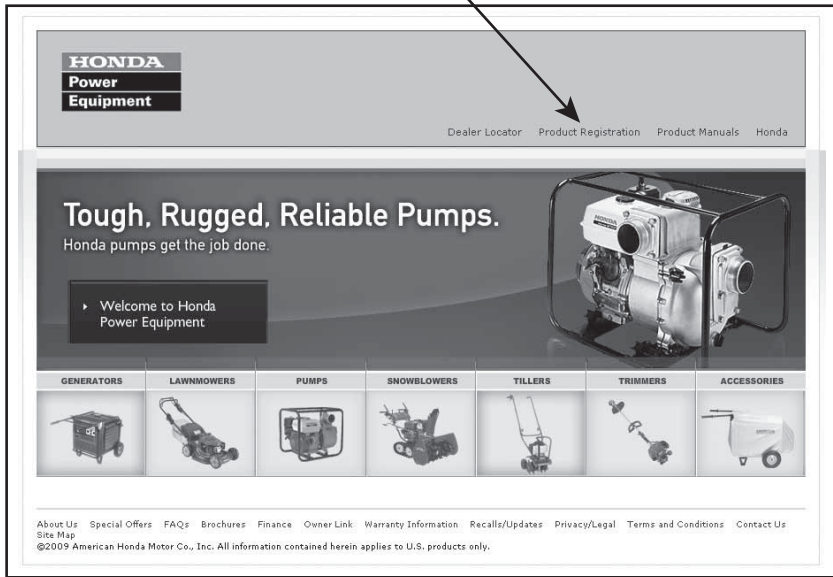 HONDA
Power
Equipment
Dealer Locator Product Registration Product Manuals Honda
Tough, Rugged, Reliable Pumps.
Honda pumps get the job done.
Welcome to Honda
Power Equipment
HONDA
GENERATORS LAWNMOWERS PUMPS SNOWBLOWERS TILLERS TRIMMERS ACCESSORIES
About Us Special Offers FAQs Brochures Finance Owner Link Warranty Information Recalls/Updates Privacy/Legal Terms and Conditions Contact Us
Site Map
©2009 American Honda Motor Co., Inc. All information contained herein applies to U.S. products only.